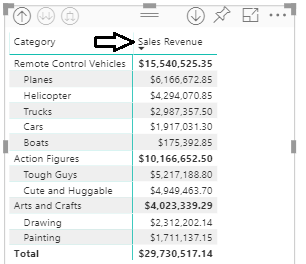 Category Sales Revenue
Remote Control Vehicles $15,540,525.35
Planes $6,166,672.85
Helicopter $4,294,070.85
Trucks $2,987,357.50
Cars $1,917,031.30
Boats $175,392.85
Action Figures $10,166,652.50
Tough Guys $5,217,188.80
Cute and Huggable $4,949,463.70
Arts and Crafts $4,023,339.29
Drawing $2,312,202.14
Painting $1,711,137.15
Total $29,730,517.14